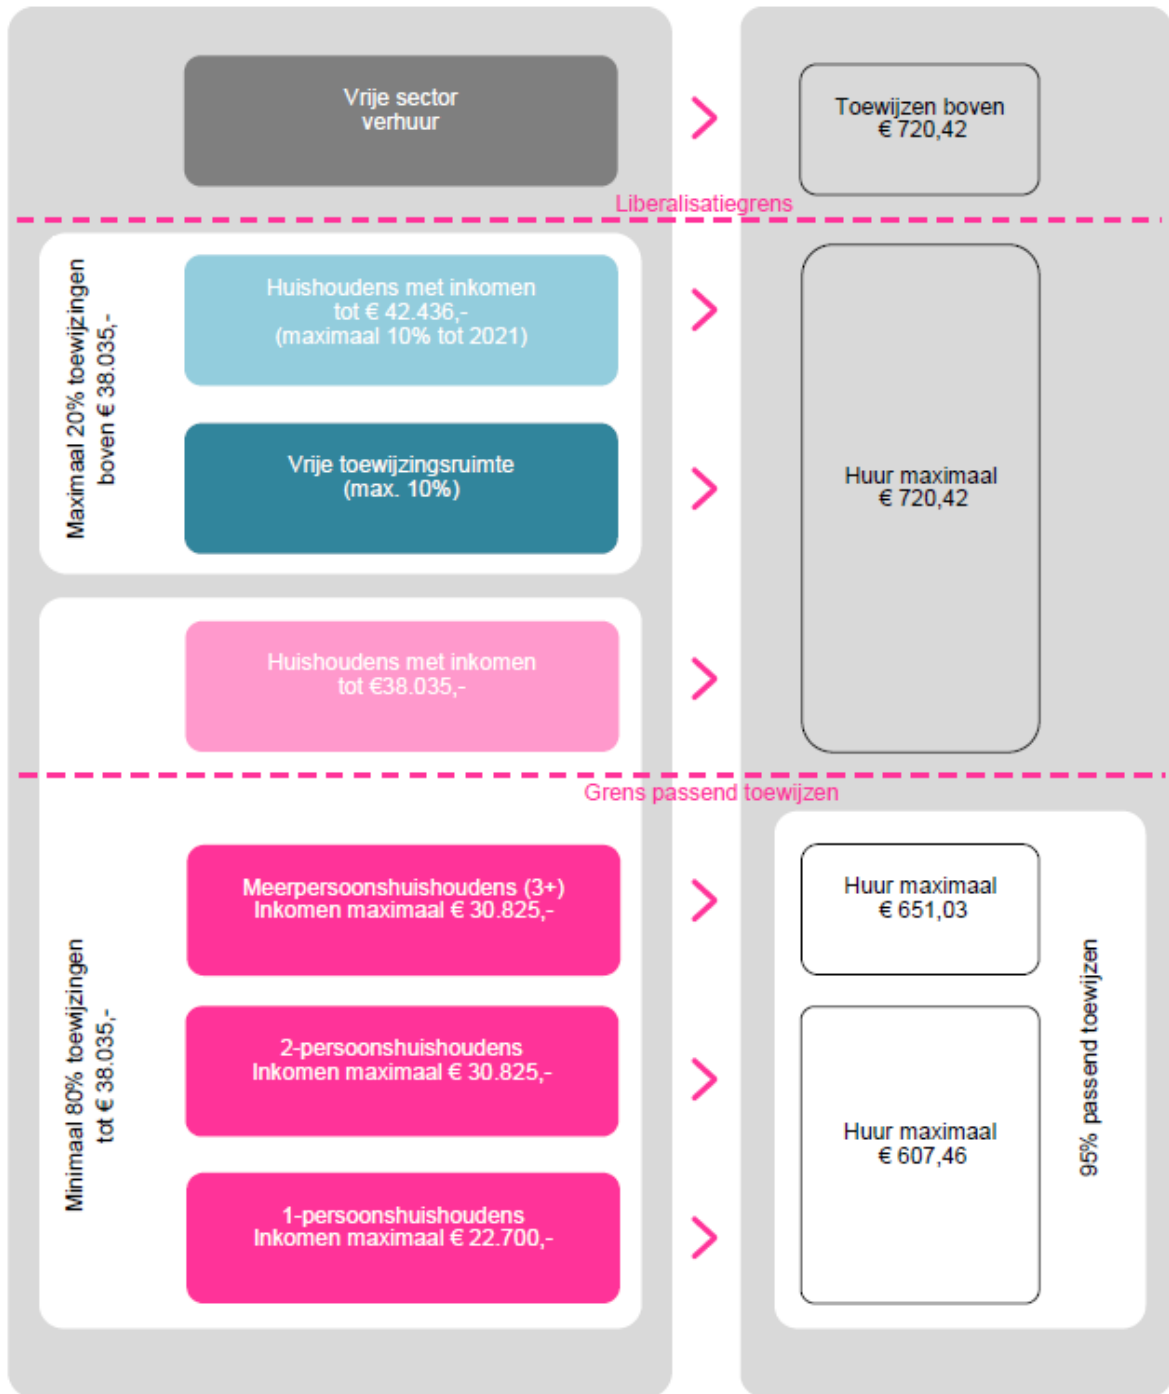 Vrije sector
verhuur
Toewijzen boven
€ 720,42
Liberalisatiegrens
Maximaal 20% toewijzingen
boven € 38.035,-
Huishoudens met inkomen
tot € 42.436,-
(maximaal 10% tot 2021)
Vrije toewijzingsruimte
(max. 10%)
Huur maximaal
€ 720,42
Huishoudens met inkomen
tot €38.035,-
Grens passend toewijzen
Minimaal 80% toewijzingen
tot € 38.035,-
Meerpersoonshuishoudens (3+)
Inkomen maximaal € 30.825,-
Huur maximaal
€ 651,03
2-persoonshuishoudens
Inkomen maximaal € 30.825,-
1-persoonshuishoudens
Inkomen maximaal € 22.700,-
Huur maximaal
€ 607,46
95% passend toewijzen